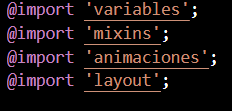 @import 'variables';
@import 'mixins';
@import 'animaciones';
@import 'layout';